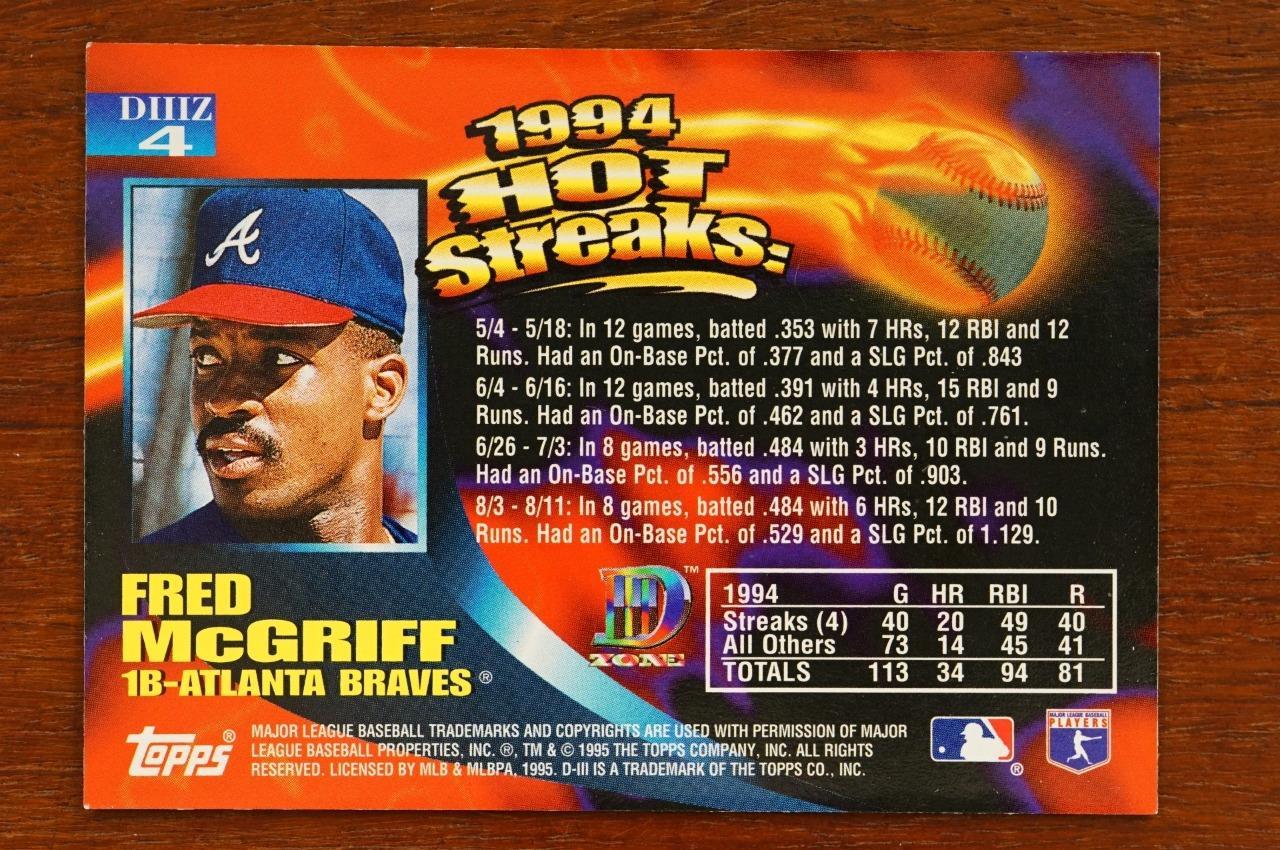 DIIIZ
4
1994
HOT
Streaks:
5/4 - 5/18: In 12 games, batted .353 with 7 HRs, 12 RBI and 12
Runs. Had an On-Base Pct. of .377 and a SLG Pct. of .843
6/4 - 6/16: In 12 games, batted .391 with 4 HRs, 15 RBI and 9
Runs. Had an On-Base Pct. of .462 and a SLG Pct. of .761.
6/26 - 7/3: In 8 games, batted .484 with 3 HRs, 10 RBI and 9 Runs.
Had an On-Base Pct. of .556 and a SLG Pct. of .903.
8/3 - 8/11: In 8 games, batted .484 with 6 HRs, 12 RBI and 10
Runs. Had an On-Base Pct. of .529 and a SLG Pct. of 1.129.
A
FRED
McGRIFF
1B-ATLANTA BRAVES®
DIII™
ZONE
1994 G HR RBI R
Streaks (4) 40 20 49 40
All Others 73 14 45 41
TOTALS 113 34 94 81
TOPPS®
MAJOR LEAGUE BASEBALL TRADEMARKS AND COPYRIGHTS ARE USED WITH PERMISSION OF MAJOR
LEAGUE BASEBALL PROPERTIES, INC. ®, TM & © 1995 THE TOPPS COMPANY, INC. ALL RIGHTS
RESERVED. LICENSED BY MLB & MLBPA, 1995. D-III IS A TRADEMARK OF THE TOPPS CO., INC.
®
MAJOR LEAGUE BASEBALL
PLAYERS